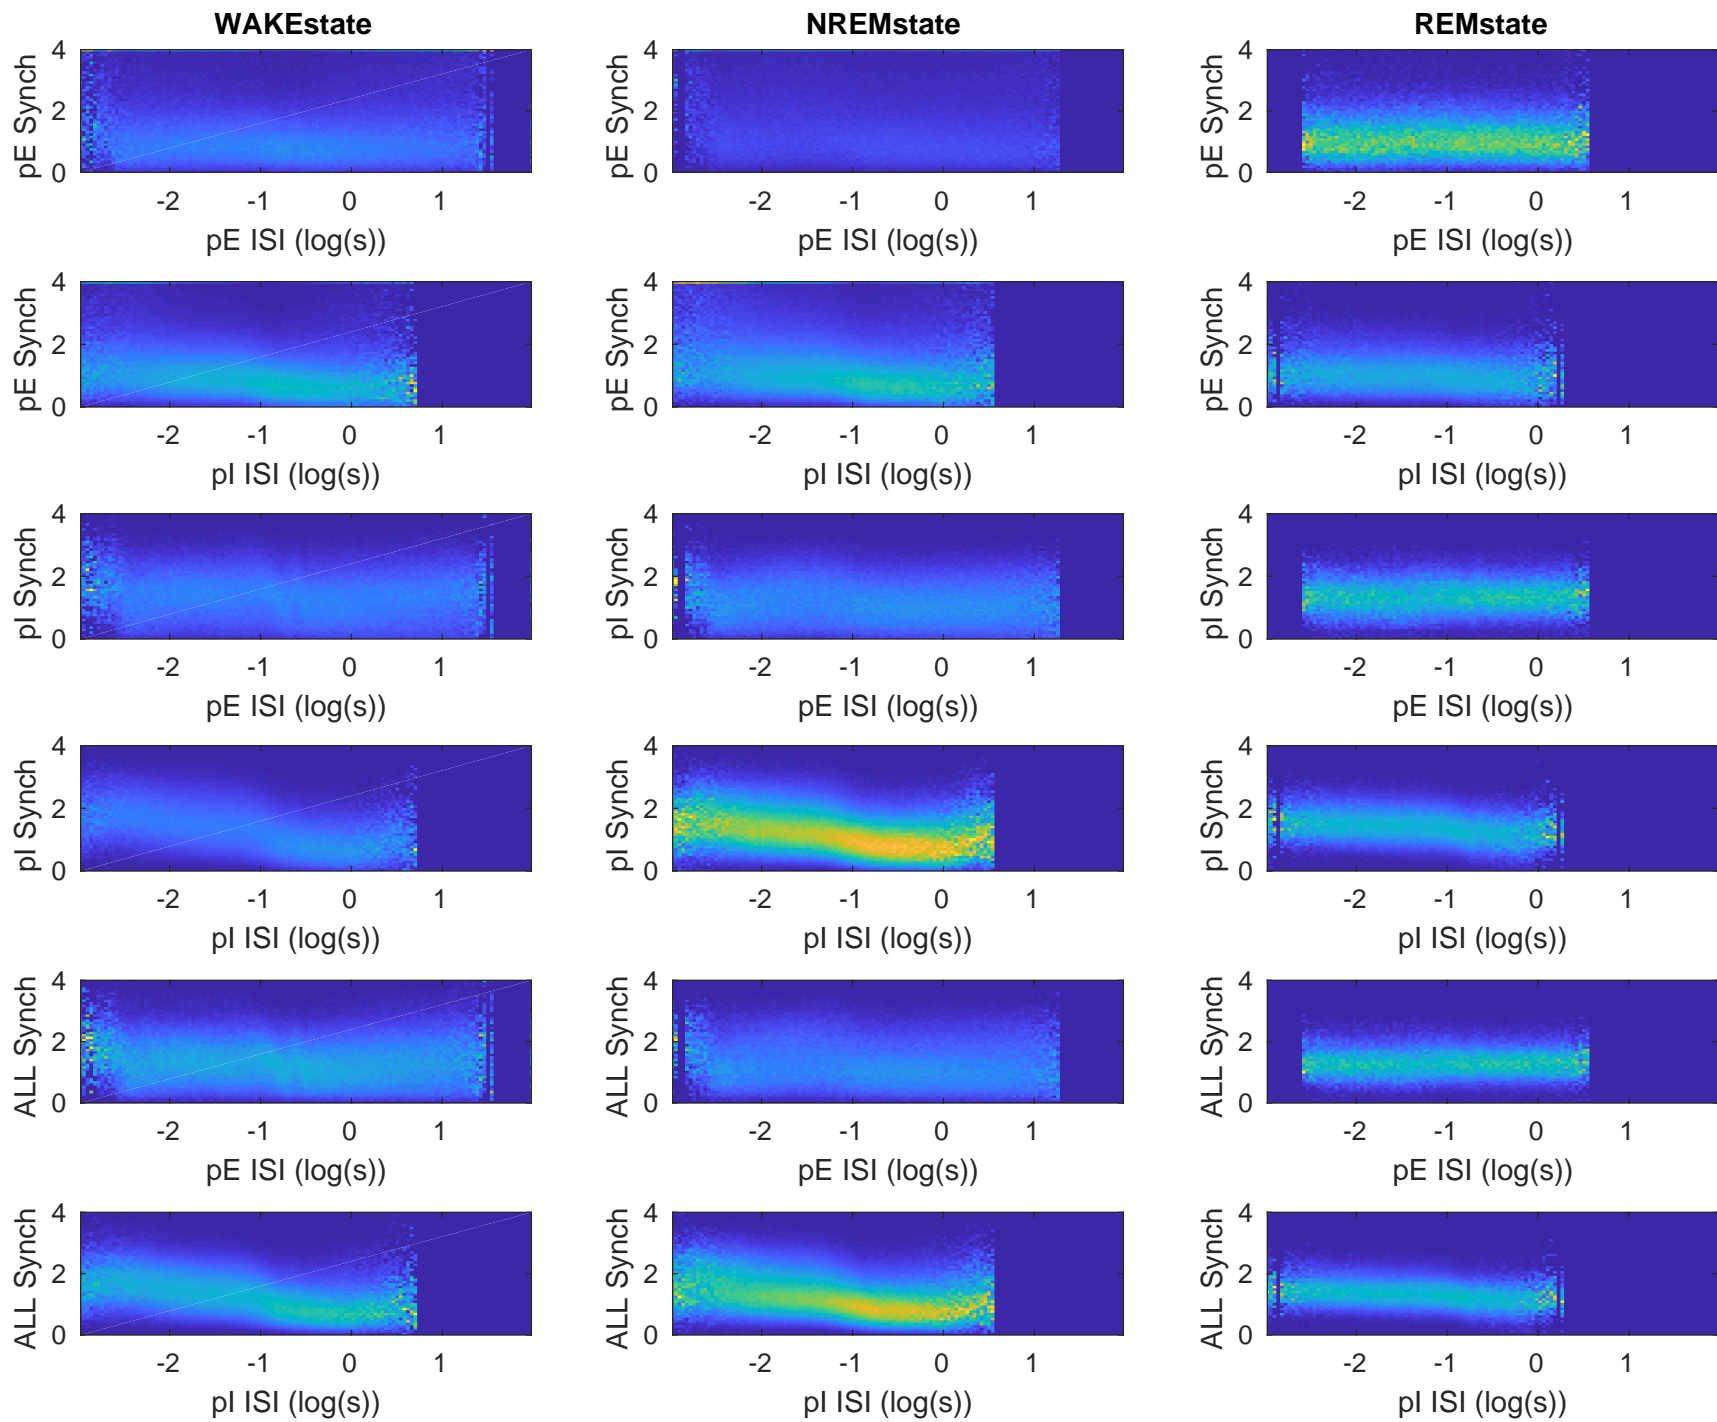 WAKEstate NREMstate REMstate
4 4 4
pE Synch pE Synch pE Synch
2 2 2
0 0 0
-2 -1 0 1 -2 -1 0 1 -2 -1 0 1
pE ISI (log(s)) pE ISI (log(s)) pE ISI (log(s))
4 4 4
pE Synch pE Synch pE Synch
2 2 2
0 0 0
-2 -1 0 1 -2 -1 0 1 -2 -1 0 1
pI ISI (log(s)) pI ISI (log(s)) pI ISI (log(s))
4 4 4
pI Synch pI Synch pI Synch
2 2 2
0 0 0
-2 -1 0 1 -2 -1 0 1 -2 -1 0 1
pE ISI (log(s)) pE ISI (log(s)) pE ISI (log(s))
4 4 4
pI Synch pI Synch pI Synch
2 2 2
0 0 0
-2 -1 0 1 -2 -1 0 1 -2 -1 0 1
pI ISI (log(s)) pI ISI (log(s)) pI ISI (log(s))
4 4 4
ALL Synch ALL Synch ALL Synch
2 2 2
0 0 0
-2 -1 0 1 -2 -1 0 1 -2 -1 0 1
pE ISI (log(s)) pE ISI (log(s)) pE ISI (log(s))
4 4 4
ALL Synch ALL Synch ALL Synch
2 2 2
0 0 0
-2 -1 0 1 -2 -1 0 1 -2 -1 0 1
pI ISI (log(s)) pI ISI (log(s)) pI ISI (log(s))